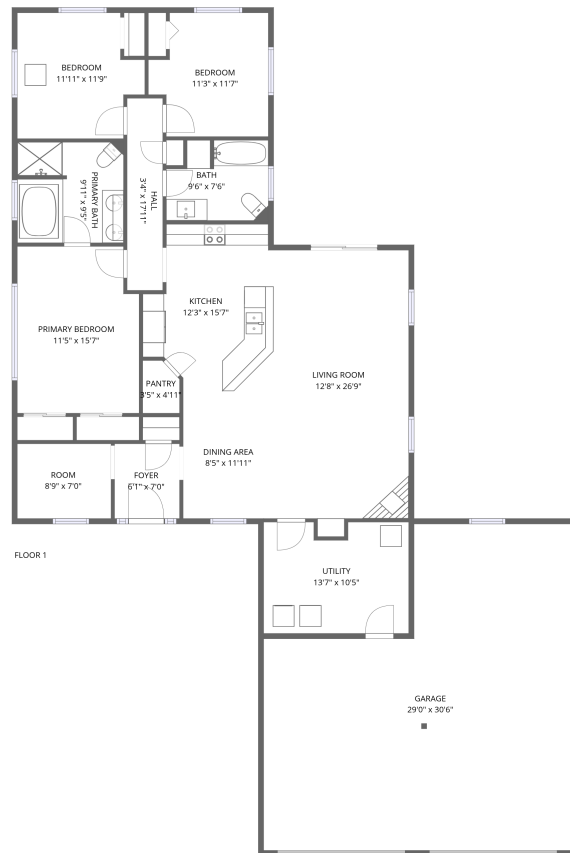 BEDROOM
11'11" x 11'9"
BEDROOM
11'3" x 11'7"
PRIMARY BATH
9'11" x 9'5"
HALL
3'4" x 17'11"
BATH
9'6" x 7'6"
KITCHEN
12'3" x 15'7"
PRIMARY BEDROOM
11'5" x 15'7"
LIVING ROOM
12'8" x 26'9"
PANTRY
3'5" x 4'11"
DINING AREA
8'5" x 11'11"
ROOM
8'9" x 7'0"
FOYER
6'1" x 7'0"
FLOOR 1
UTILITY
13'7" x 10'5"
GARAGE
29'0" x 30'6"